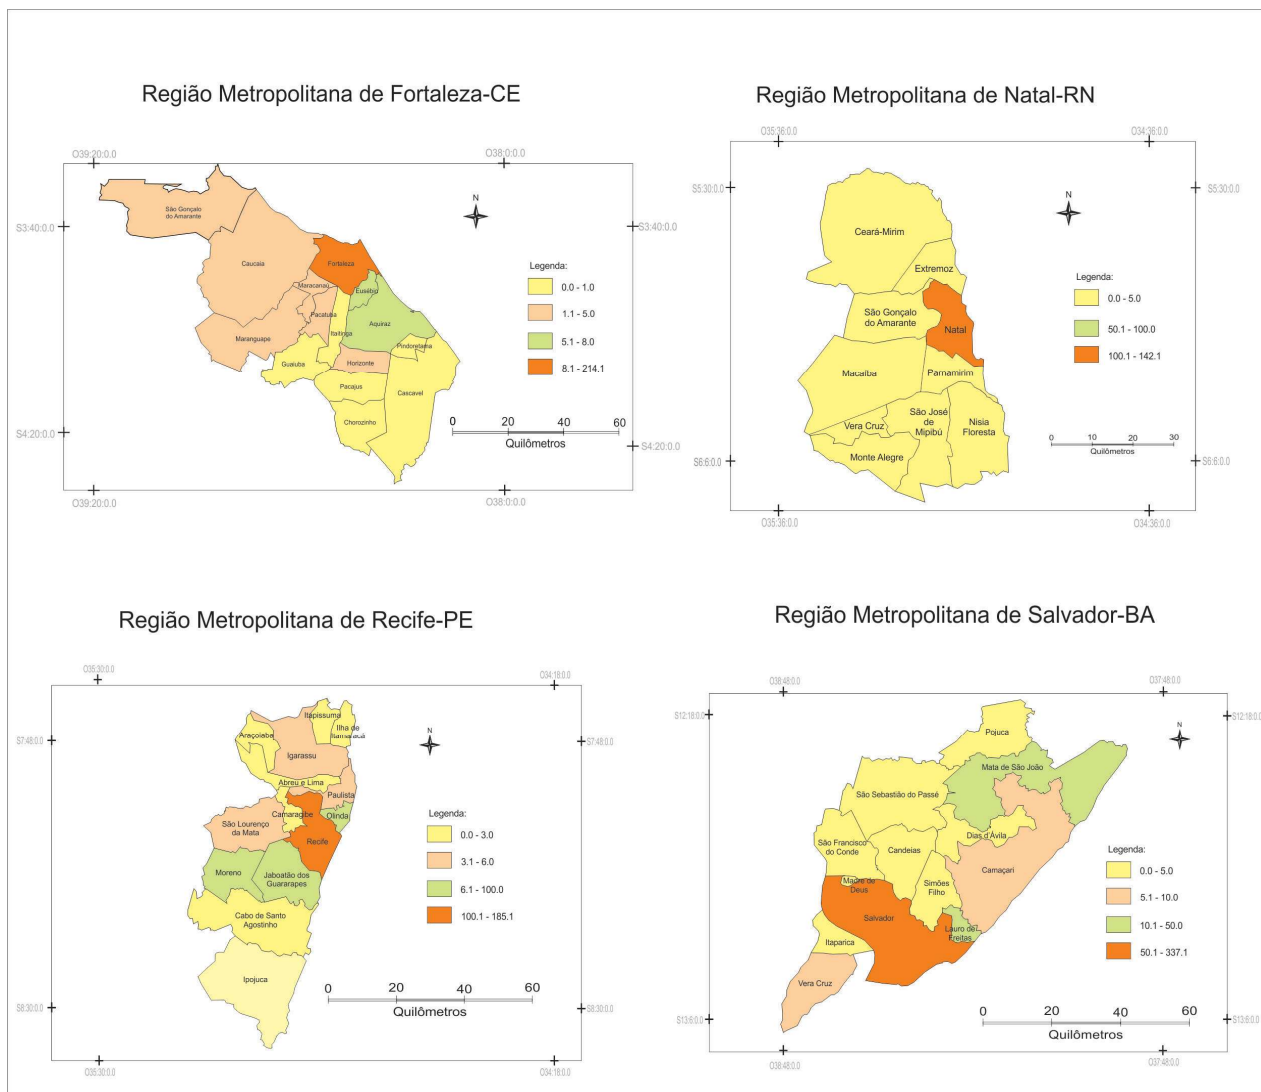 Região Metropolitana de Fortaleza-CE
O39:20:0.0
O38:0:0.0
S3:40:0.0
S3:40:0.0
N
São Gonçalo
do Amarante
Caucaia
Fortaleza
Maracanaú
Eusébio
Pacatuba
Aquiraz
Itaitinga
Maranguape
Pindoretama
Guaiuba
Horizonte
Pacajus
Cascavel
Chorozinho
Legenda:
0.0 - 1.0
1.1 - 5.0
5.1 - 8.0
8.1 - 214.1
0 20 40 60
Quilômetros
S4:20:0.0
S4:20:0.0
O39:20:0.0
O38:0:0.0
Região Metropolitana de Natal-RN
O35:36:0.0
O34:36:0.0
S5:30:0.0
S5:30:0.0
N
Ceará-Mirim
Extremoz
São Gonçalo
do Amarante
Natal
Macaíba
Parnamirim
São José
de
Mipibú
Nisia
Floresta
Vera Cruz
Monte Alegre
Legenda:
0.0 - 5.0
50.1 - 100.0
100.1 - 142.1
0 10 20 30
Quilômetros
S6:6:0.0
S6:6:0.0
O35:36:0.0
O34:36:0.0
Região Metropolitana de Recife-PE
O35:30:0.0
O34:18:0.0
S7:48:0.0
S7:48:0.0
N
Itapissuma
Ilha de
Itamaracá
Araçoiaba
Igarassu
Abreu e Lima
Paulista
Camaragibe
Olinda
São Lourenço
da Mata
Recife
Moreno
Jaboatão dos
Guararapes
Cabo de Santo
Agostinho
Ipojuca
Legenda:
0.0 - 3.0
3.1 - 6.0
6.1 - 100.0
100.1 - 185.1
0 20 40 60
Quilômetros
S8:30:0.0
S8:30:0.0
O35:30:0.0
O34:18:0.0
Região Metropolitana de Salvador-BA
O38:48:0.0
O37:48:0.0
S12:18:0.0
S12:18:0.0
N
Pojuca
Mata de São João
São Sebastião do Passé
Dias d'Ávila
São Francisco
do Conde
Candeias
Camaçari
Madre de
Deus
Simões
Filho
Salvador
Lauro de
Freitas
Itaparica
Vera Cruz
Legenda:
0.0 - 5.0
5.1 - 10.0
10.1 - 50.0
50.1 - 337.1
0 20 40 60
Quilômetros
S13:6:0.0
S13:6:0.0
O38:48:0.0
O37:48:0.0